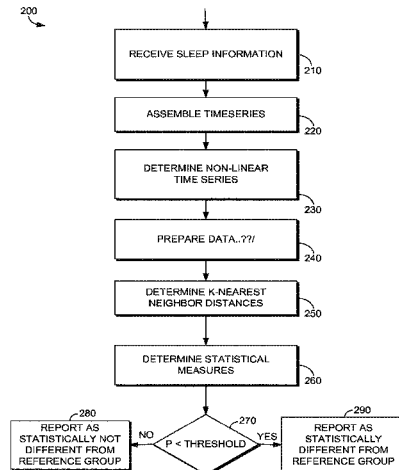 200
RECEIVE SLEEP INFORMATION
210
ASSEMBLE TIMESERIES
220
DETERMINE NON-LINEAR
TIME SERIES
230
PREPARE DATA..??/
240
DETERMINE K-NEAREST
NEIGHBOR DISTANCES
250
DETERMINE STATISTICAL
MEASURES
260
280
REPORT AS
STATISTICALLY NOT
DIFFERENT FROM
REFERENCE GROUP
NO
270
P < THRESHOLD
YES
290
REPORT AS
STATISTICALLY
DIFFERENT FROM
REFERENCE GROUP